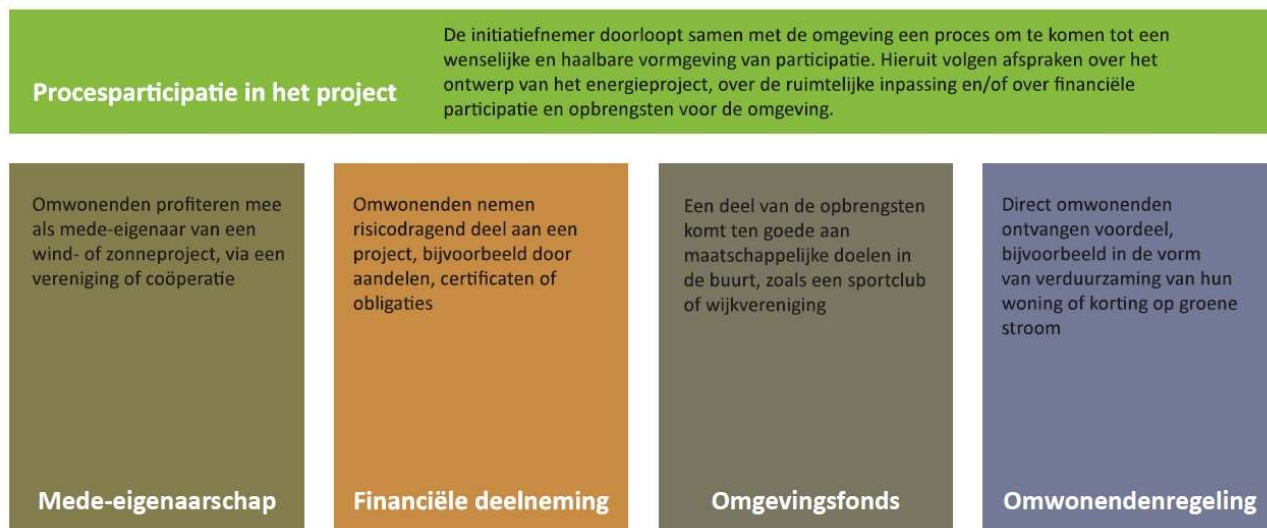 Procesparticipatie in het project
De initiatiefnemer doorloopt samen met de omgeving een proces om te komen tot een
wenselijke en haalbare vormgeving van participatie. Hieruit volgen afspraken over het
ontwerp van het energieproject, over de ruimtelijke inpassing en/of over financiële
participatie en opbrengsten voor de omgeving.
Omwonenden profiteren mee
als mede-eigenaar van een
wind- of zonneproject, via een
vereniging of coöperatie
Mede-eigenaarschap
Omwonenden nemen
risicodragend deel aan een
project, bijvoorbeeld door
aandelen, certificaten of
obligaties
Financiële deelneming
Een deel van de opbrengsten
komt ten goede aan
maatschappelijke doelen in
de buurt, zoals een sportclub
of wijkvereniging
Omgevingsfonds
Direct omwonenden
ontvangen voordeel,
bijvoorbeeld in de vorm
van verduurzaming van hun
woning of korting op groene
stroom
Omwonendenregeling